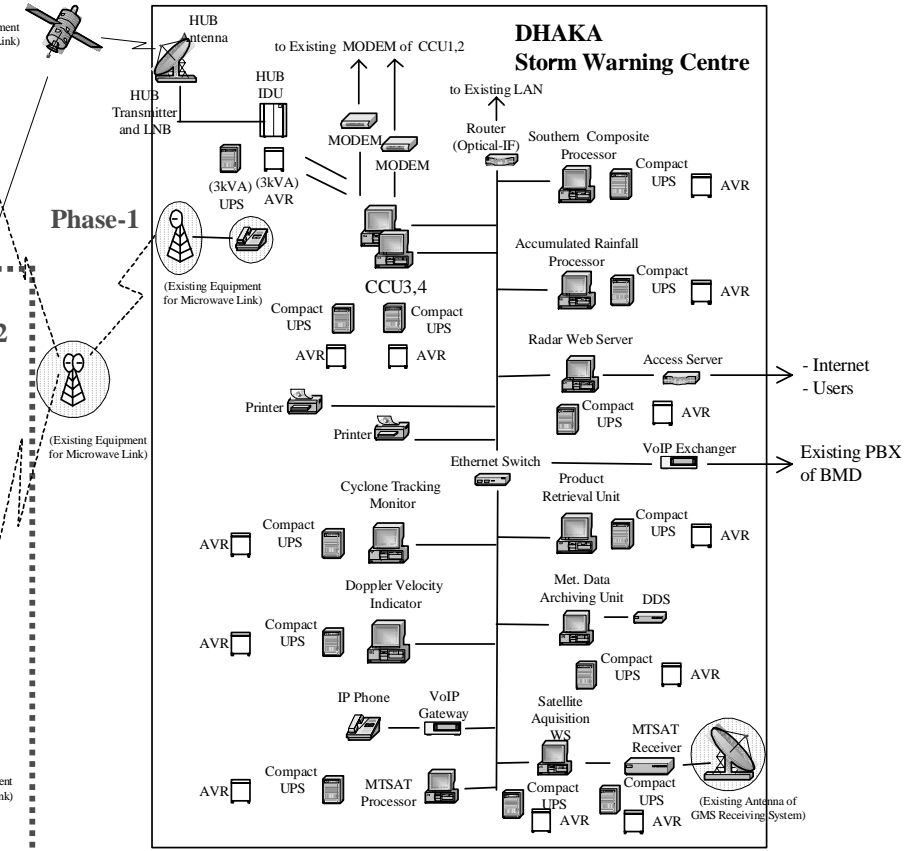 ment
Link)
HUB
Antenna
HUB
Transmitter
and LNB
HUB
IDU
(3kVA)
UPS
(3kVA)
AVR
to Existing MODEM of CCU1,2
MODEM
MODEM
DHAKA
Storm Warning Centre
to Existing LAN
Router
(Optical-IF)
Southern Composite
Processor
Compact
UPS
AVR
Phase-1
(Existing Equipment
for Microwave Link)
CCU3,4
Compact
UPS
Compact
UPS
AVR
AVR
Accumulated Rainfall
Processor
Compact
UPS
AVR
2
(Existing Equipment
for Microwave Link)
Printer
Printer
Radar Web Server
Access Server
Compact
UPS
AVR
- Internet
- Users
Ethernet Switch
VoIP Exchanger
Existing PBX
of BMD
Cyclone Tracking
Monitor
AVR
Compact
UPS
Product
Retrieval Unit
Compact
UPS
AVR
Doppler Velocity
Indicator
AVR
Compact
UPS
Met. Data
Archiving Unit
DDS
Compact
UPS
AVR
IP Phone
VoIP
Gateway
Satellite
Aquisition
WS
MTSAT
Receiver
(Existing Antenna of
GMS Receiving System)
AVR
Compact
UPS
MTSAT
Processor
Compact
UPS
AVR
Compact
UPS
AVR
ent
nk)